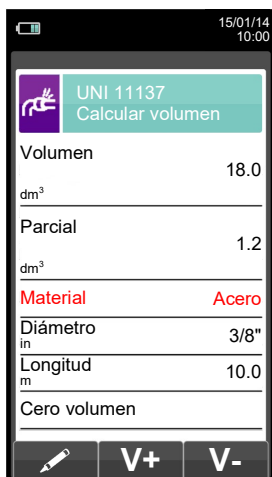 15/01/14
10:00
UNI 11137
Calcular volumen
Volumen
18.0
dm³
Parcial
1.2
dm³
Material Acero
Diámetro
in 3/8"
Longitud
m 10.0
Cero volumen
V+ V-